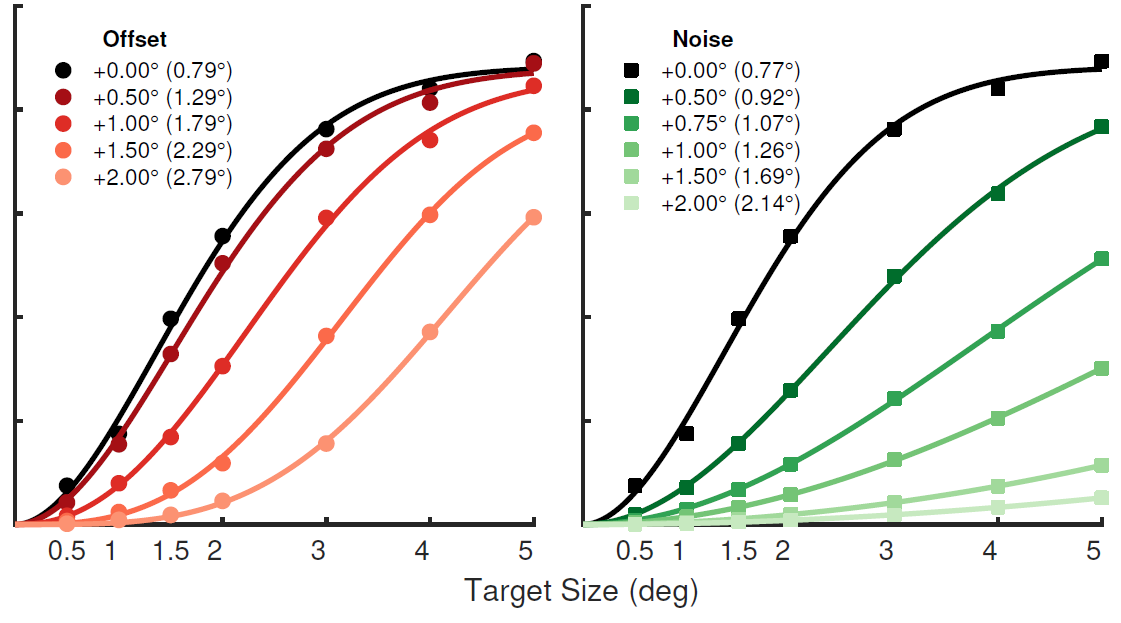 Offset
+0.00° (0.79°)
+0.50° (1.29°)
+1.00° (1.79°)
+1.50° (2.29°)
+2.00° (2.79°)
0.5 1 1.5 2 3 4 5
Noise
+0.00° (0.77°)
+0.50° (0.92°)
+0.75° (1.07°)
+1.00° (1.26°)
+1.50° (1.69°)
+2.00° (2.14°)
0.5 1 1.5 2 3 4 5
Target Size (deg)